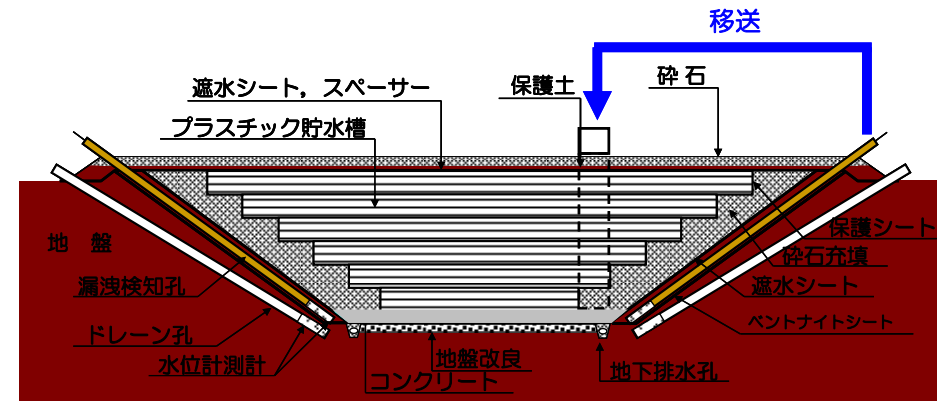 移送
砕 石
保護土
遮水シート，スペーサー
プラスチック貯水槽
地　盤
保護シート
砕石充填
漏洩検知孔
遮水シート
ベントナイトシート
ドレーン孔
水位計測計
地盤改良
コンクリート
地下排水孔